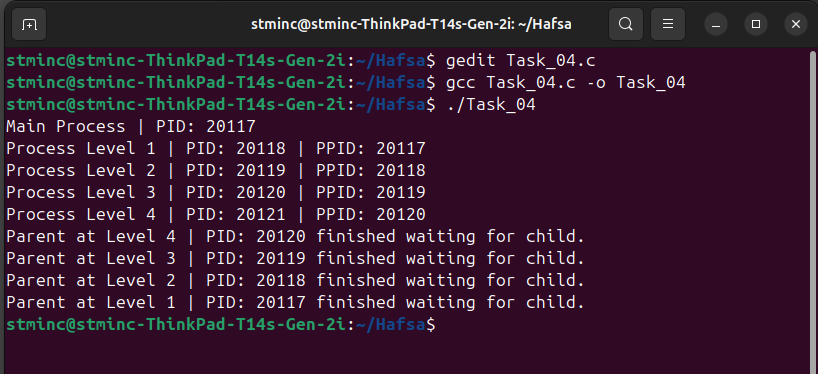 stminc@stminc-ThinkPad-T14s-Gen-2i: ~/Hafsa
stminc@stminc-ThinkPad-T14s-Gen-2i:~/Hafsa$ gedit Task_04.c
stminc@stminc-ThinkPad-T14s-Gen-2i:~/Hafsa$ gcc Task_04.c -o Task_04
stminc@stminc-ThinkPad-T14s-Gen-2i:~/Hafsa$ ./Task_04
Main Process | PID: 20117
Process Level 1 | PID: 20118 | PPID: 20117
Process Level 2 | PID: 20119 | PPID: 20118
Process Level 3 | PID: 20120 | PPID: 20119
Process Level 4 | PID: 20121 | PPID: 20120
Parent at Level 4 | PID: 20120 finished waiting for child.
Parent at Level 3 | PID: 20119 finished waiting for child.
Parent at Level 2 | PID: 20118 finished waiting for child.
Parent at Level 1 | PID: 20117 finished waiting for child.
stminc@stminc-ThinkPad-T14s-Gen-2i:~/Hafsa$